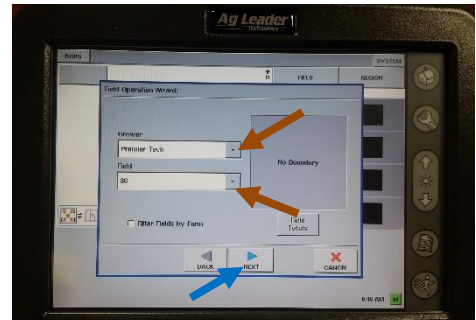 Ag Leader
Technology
DGPS
SYSTEM
FIELD
REGION
Field Operation Wizard:
Grower
Premier Tech
No Boundary
Field
80
Filter Fields by Farm
Field
Totals
BACK
NEXT
CANCEL